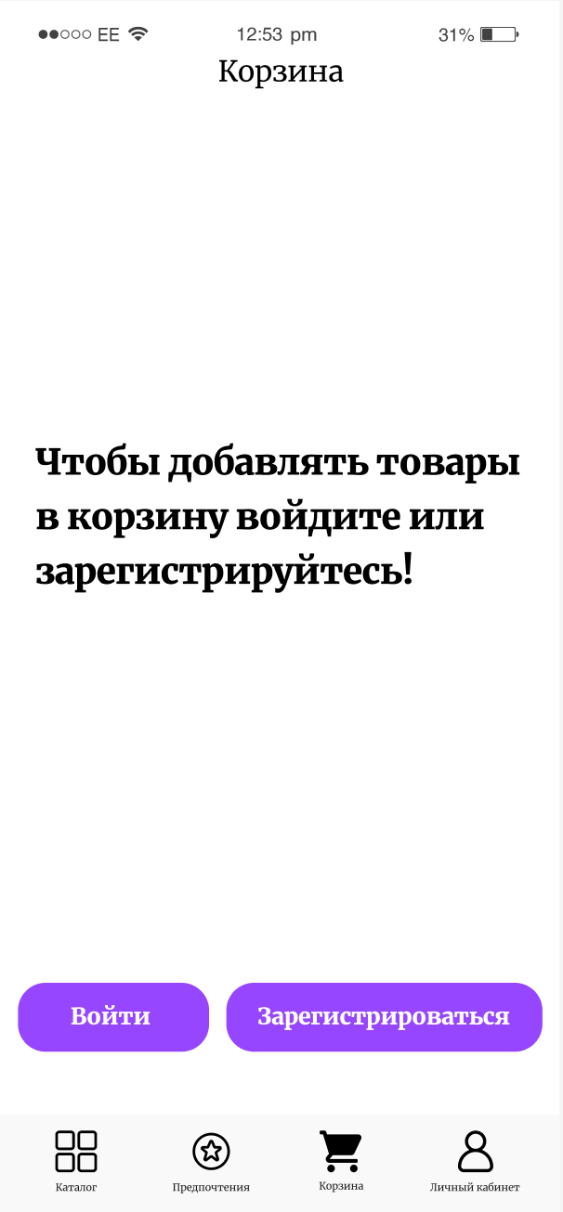 EE 12:53 pm 31%
Корзина
Чтобы добавлять товары
в корзину войдите или
зарегистрируйтесь!
Войти Зарегистрироваться
Каталог Предпочтения Корзина Личный кабинет